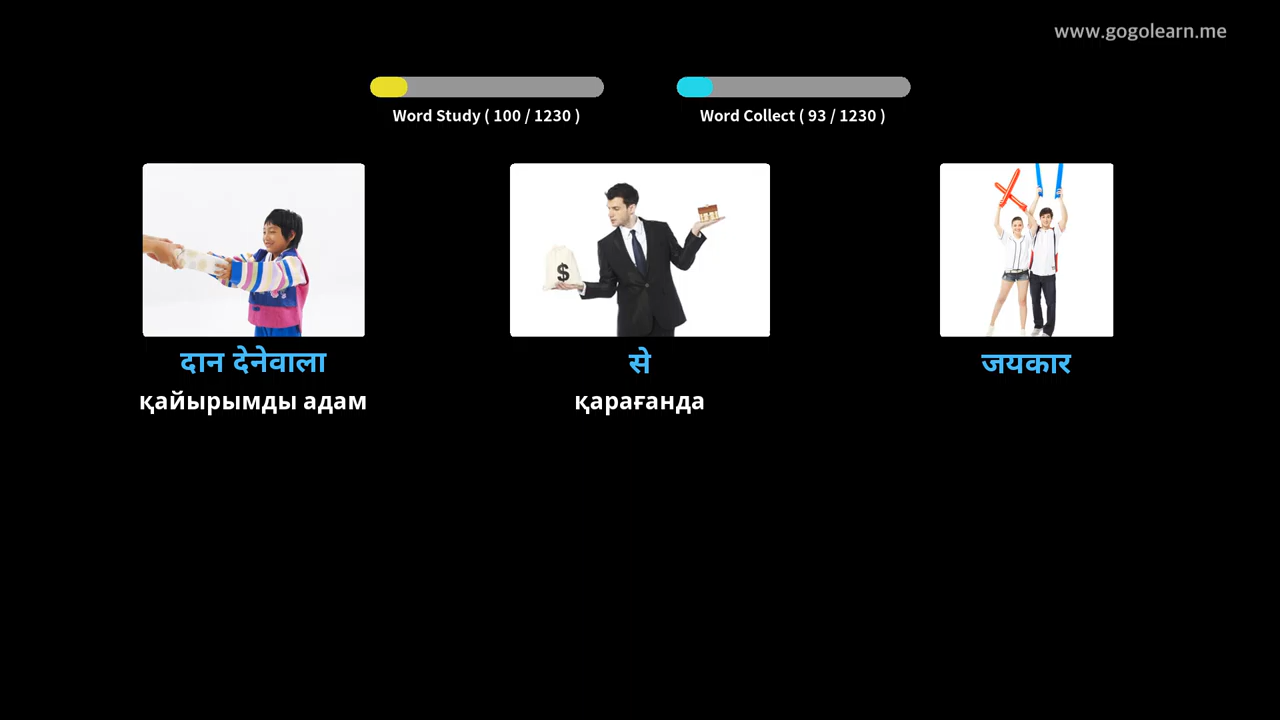 www.gogolearn.me
Word Study ( 100 / 1230 )
Word Collect ( 93 / 1230 )
$
दान देनेवाला
से
जयकार
қайырымды адам
қарағанда